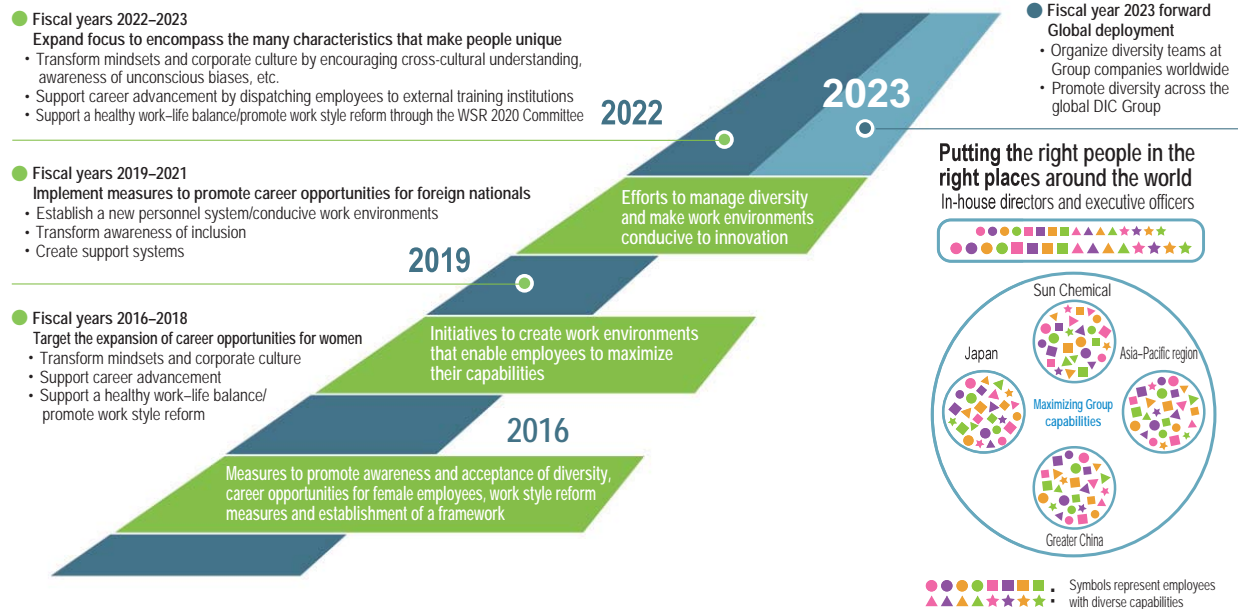 Fiscal years 2022–2023
Expand focus to encompass the many characteristics that make people unique
• Transform mindsets and corporate culture by encouraging cross-cultural understanding,
awareness of unconscious biases, etc.
• Support career advancement by dispatching employees to external training institutions
• Support a healthy work–life balance/promote work style reform through the WSR 2020 Committee
2022
2023
Fiscal year 2023 forward
Global deployment
• Organize diversity teams at
Group companies worldwide
• Promote diversity across the
global DIC Group
Fiscal years 2019–2021
Implement measures to promote career opportunities for foreign nationals
• Establish a new personnel system/conducive work environments
• Transform awareness of inclusion
• Create support systems
2019
Efforts to manage diversity
and make work environments
conducive to innovation
Fiscal years 2016–2018
Target the expansion of career opportunities for women
• Transform mindsets and corporate culture
• Support career advancement
• Support a healthy work–life balance/
promote work style reform
Initiatives to create work environments
that enable employees to maximize
their capabilities
2016
Measures to promote awareness and acceptance of diversity,
career opportunities for female employees, work style reform
measures and establishment of a framework
Putting the right people in the
right places around the world
In-house directors and executive officers
Sun Chemical
Japan
Asia–Pacific region
Maximizing Group
capabilities
Greater China
: Symbols represent employees
with diverse capabilities